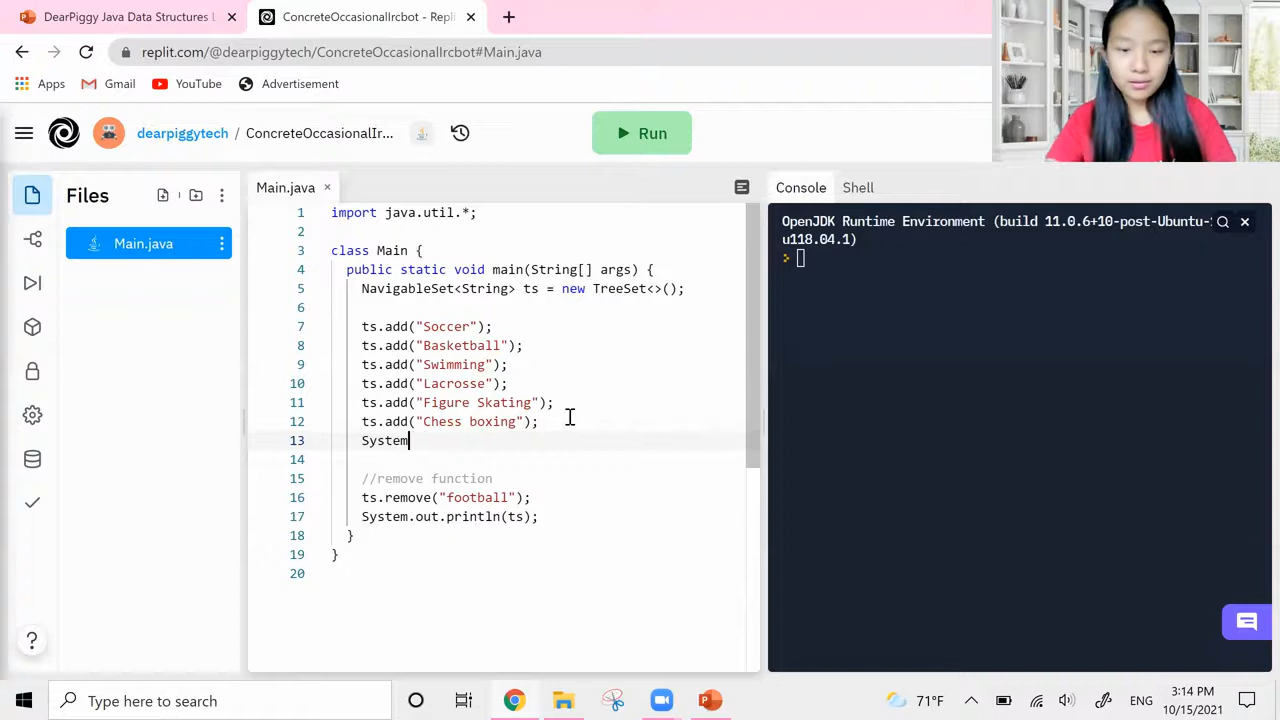 DearPiggy Java Data Structures L
ConcreteOccasionalIrcbot - Repli
replit.com/@dearpiggytech/ConcreteOccasionalIrcbot#Main.java
Apps Gmail YouTube Advertisement
dearpiggytech / ConcreteOccasionalIr...
Run
Files
Main.java
Main.java
1 import java.util.*;
2
3 class Main {
4 public static void main(String[] args) {
5 NavigableSet<String> ts = new TreeSet<>();
6
7 ts.add("Soccer");
8 ts.add("Basketball");
9 ts.add("Swimming");
10 ts.add("Lacrosse");
11 ts.add("Figure Skating");
12 ts.add("Chess boxing");
13 System
14
15 //remove function
16 ts.remove("football");
17 System.out.println(ts);
18 }
19 }
20
Console Shell
OpenJDK Runtime Environment (build 11.0.6+10-post-Ubuntu-
u118.04.1)
>
?
Type here to search
71°F
ENG
3:14 PM
10/15/2021